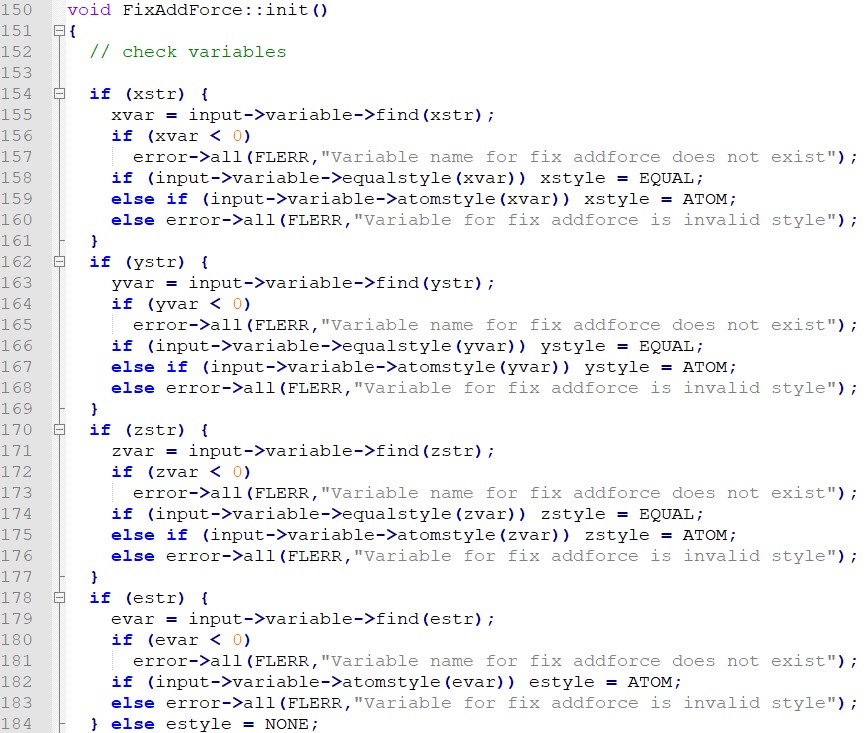 150 void FixAddForce::init()
151 {
152 // check variables
153
154 if (xstr) {
155 xvar = input->variable->find(xstr);
156 if (xvar < 0)
157 error->all(FLERR,"Variable name for fix addforce does not exist");
158 if (input->variable->equalstyle(xvar)) xstyle = EQUAL;
159 else if (input->variable->atomstyle(xvar)) xstyle = ATOM;
160 else error->all(FLERR,"Variable for fix addforce is invalid style");
161 }
162 if (ystr) {
163 yvar = input->variable->find(ystr);
164 if (yvar < 0)
165 error->all(FLERR,"Variable name for fix addforce does not exist");
166 if (input->variable->equalstyle(yvar)) ystyle = EQUAL;
167 else if (input->variable->atomstyle(yvar)) ystyle = ATOM;
168 else error->all(FLERR,"Variable for fix addforce is invalid style");
169 }
170 if (zstr) {
171 zvar = input->variable->find(zstr);
172 if (zvar < 0)
173 error->all(FLERR,"Variable name for fix addforce does not exist");
174 if (input->variable->equalstyle(zvar)) zstyle = EQUAL;
175 else if (input->variable->atomstyle(zvar)) zstyle = ATOM;
176 else error->all(FLERR,"Variable for fix addforce is invalid style");
177 }
178 if (estr) {
179 evar = input->variable->find(estr);
180 if (evar < 0)
181 error->all(FLERR,"Variable name for fix addforce does not exist");
182 if (input->variable->atomstyle(evar)) estyle = ATOM;
183 else error->all(FLERR,"Variable for fix addforce is invalid style");
184 } else estyle = NONE;